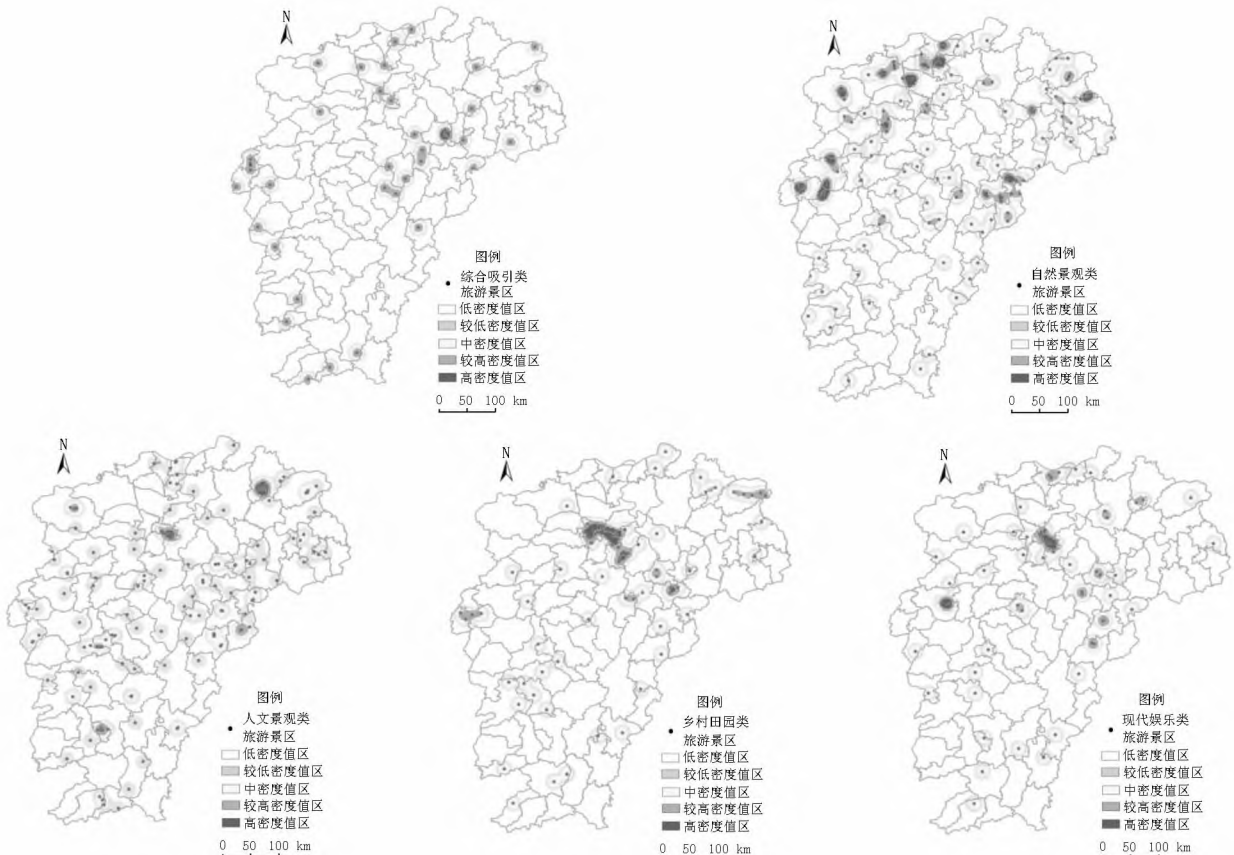 N
图例
综合吸引类
旅游景区
低密度值区
较低密度值区
中密度值区
较高密度值区
高密度值区
0 50 100 km
N
图例
自然景观类
旅游景区
低密度值区
较低密度值区
中密度值区
较高密度值区
高密度值区
0 50 100 km
N
图例
人文景观类
旅游景区
低密度值区
较低密度值区
中密度值区
较高密度值区
高密度值区
0 50 100 km
N
图例
乡村田园类
旅游景区
低密度值区
较低密度值区
中密度值区
较高密度值区
高密度值区
0 50 100 km
N
图例
现代娱乐类
旅游景区
低密度值区
较低密度值区
中密度值区
较高密度值区
高密度值区
0 50 100 km